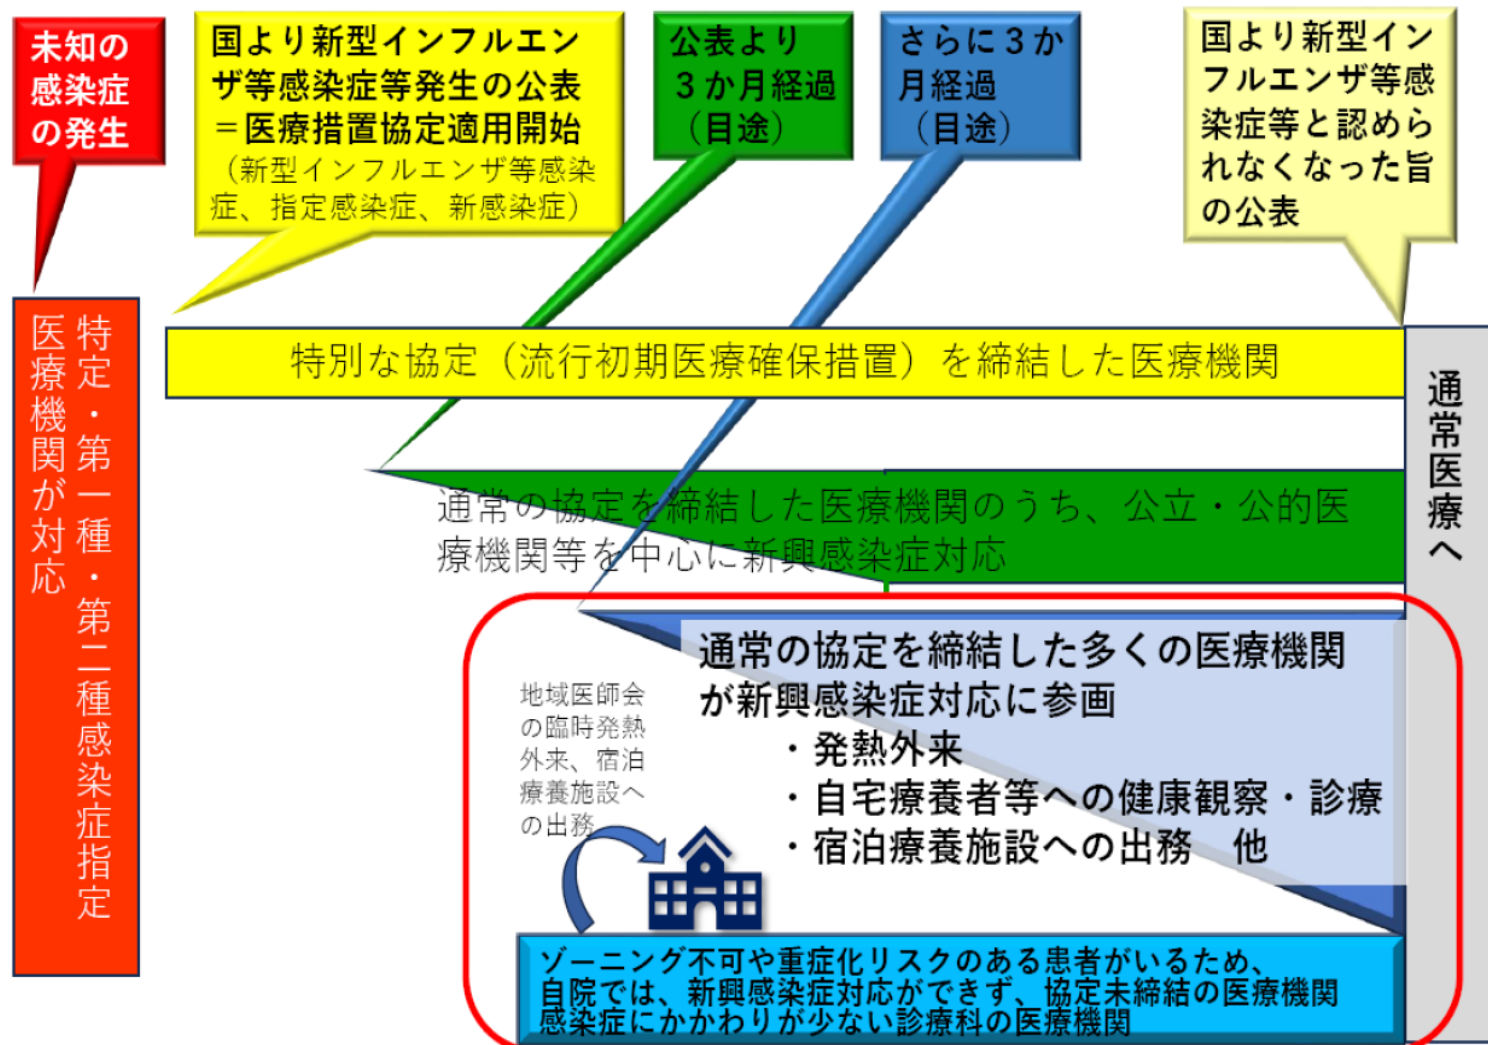 未知の
感染症
の発生
国より新型インフルエン
ザ等感染症等発生の公表
＝医療措置協定適用開始
（新型インフルエンザ等感染
症、指定感染症、新感染症）
公表より
３か月経過
（目途）
さらに３か
月経過
（目途）
国より新型イン
フルエンザ等感
染症等と認めら
れなくなった旨
の公表
特定・第一種・第二種感染症指定
医療機関が対応
特別な協定（流行初期医療確保措置）を締結した医療機関
通常の協定を締結した医療機関のうち、公立・公的医
療機関等を中心に新興感染症対応
通常の協定を締結した多くの医療機関
が新興感染症対応に参画
・発熱外来
・自宅療養者等への健康観察・診療
・宿泊療養施設への出務　他
地域医師会
の臨時発熱
外来、宿泊
療養施設へ
の出務
ゾーニング不可や重症化リスクのある患者がいるため、
自院では、新興感染症対応ができず、協定未締結の医療機関
感染症にかかわりが少ない診療科の医療機関
通常医療へ